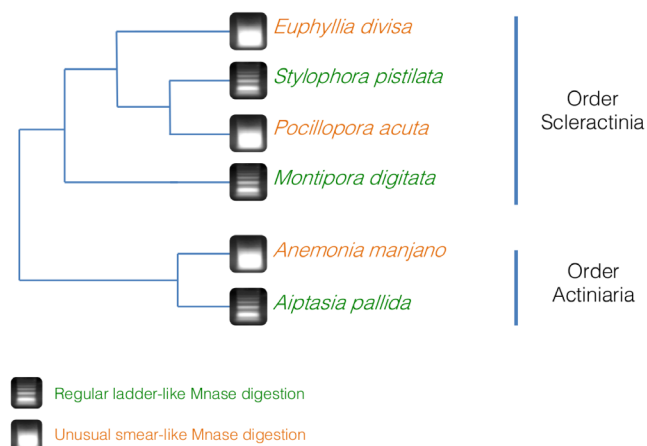 Euphyllia divisa
Stylophora pistilata
Pocillopora acuta
Montipora digitata
Order
Scleractinia
Anemonia manjano
Aiptasia pallida
Order
Actiniaria
Regular ladder-like Mnase digestion
Unusual smear-like Mnase digestion